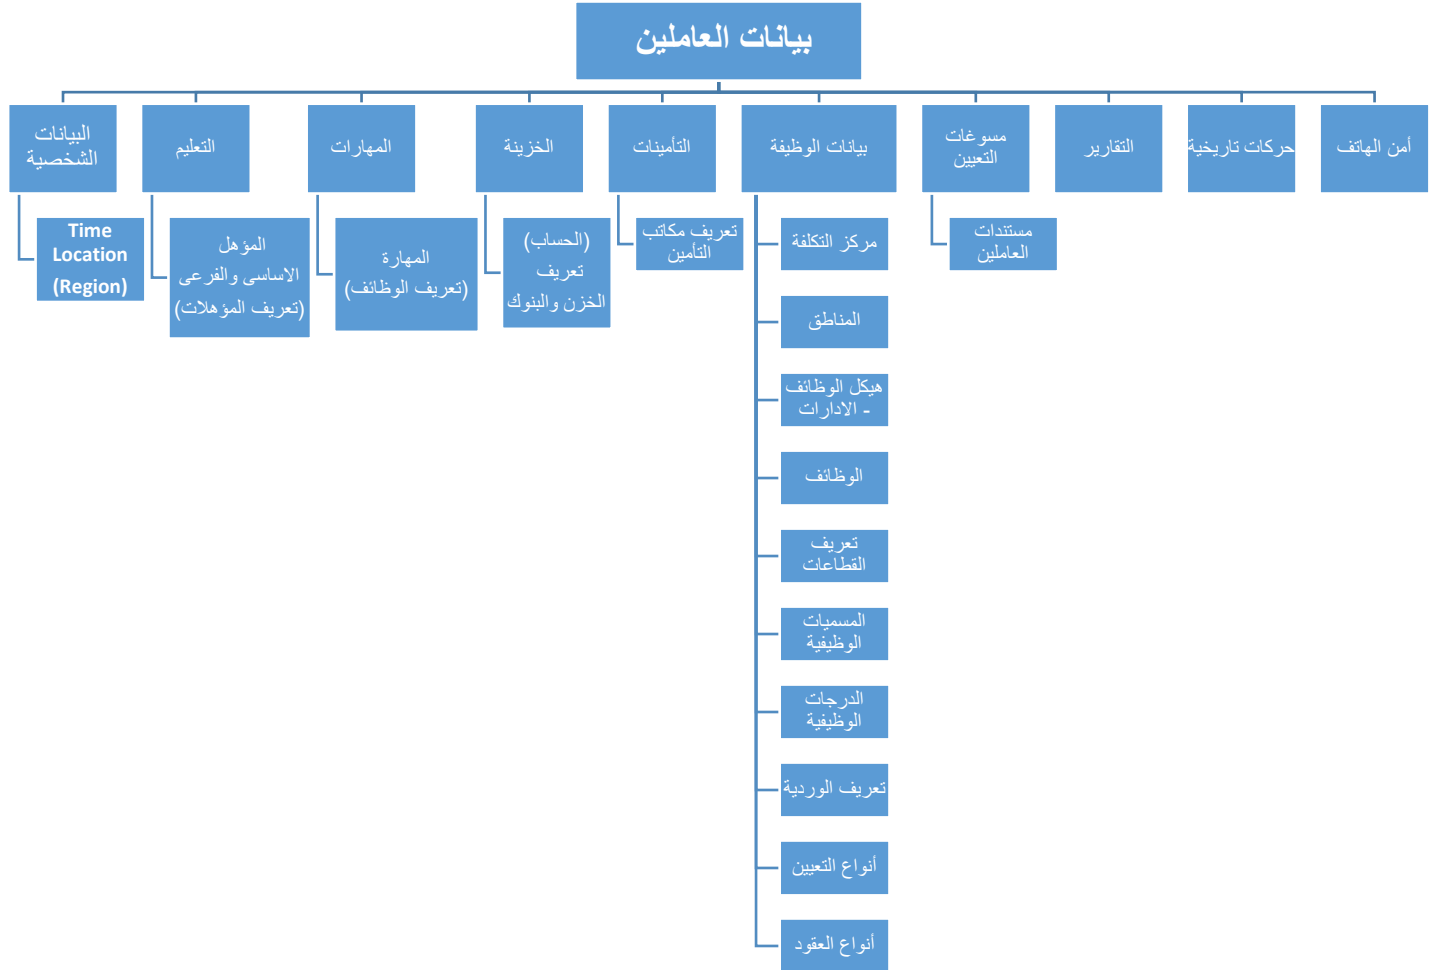 بيانات العاملين
البيانات
الشخصية
التعليم
المهارات
الخزينة
التأمينات
بيانات الوظيفة
مسوغات
التعيين
التقارير
حركات تاريخية
أمن الهاتف
Time
Location
(Region)
المؤهل
الاساسى والفرعى
(تعريف المؤهلات)
المهارة
(تعريف الوظائف)
(الحساب)
تعريف
الخزن والبنوك
تعريف مكاتب
التأمين
مركز التكلفة
المناطق
هيكل الوظائف
- الادارات
الوظائف
تعريف
القطاعات
المسميات
الوظيفية
الدرجات
الوظيفية
تعريف الوردية
أنواع التعيين
أنواع العقود
مستندات
العاملين